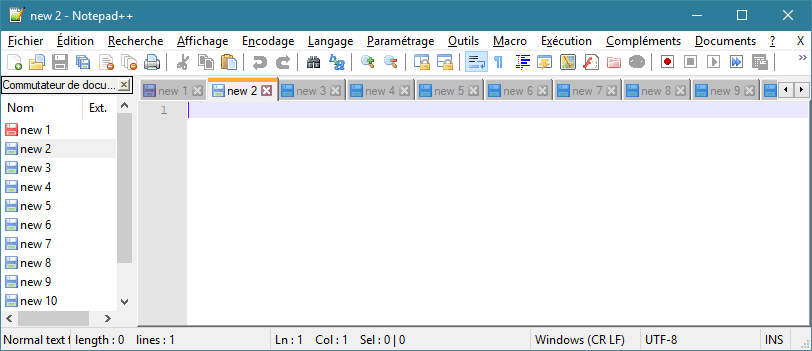 new 2 - Notepad++
Fichier Édition Recherche Affichage Encodage Langage Paramétrage Outils Macro Exécution Compléments Documents ? X
Commutateur de docu...
new 1 new 2 new 3 new 4 new 5 new 6 new 7 new 8 new 9
Nom Ext.
1
new 1
new 2
new 3
new 4
new 5
new 6
new 7
new 8
new 9
new 10
Normal text f length : 0 lines : 1 Ln : 1 Col : 1 Sel : 0 | 0 Windows (CR LF) UTF-8 INS